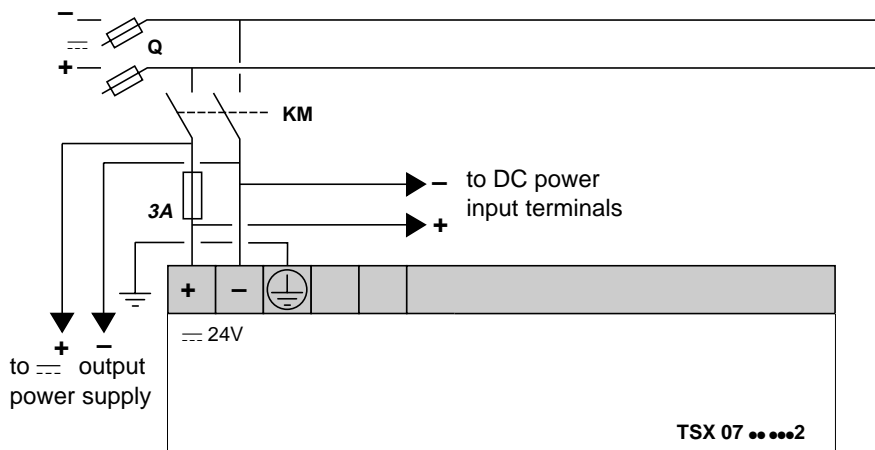 –
Q
+
KM
– to DC power
input terminals
3A
+
+ –
24V
+ –
to output
power supply
TSX 07 •• •••2